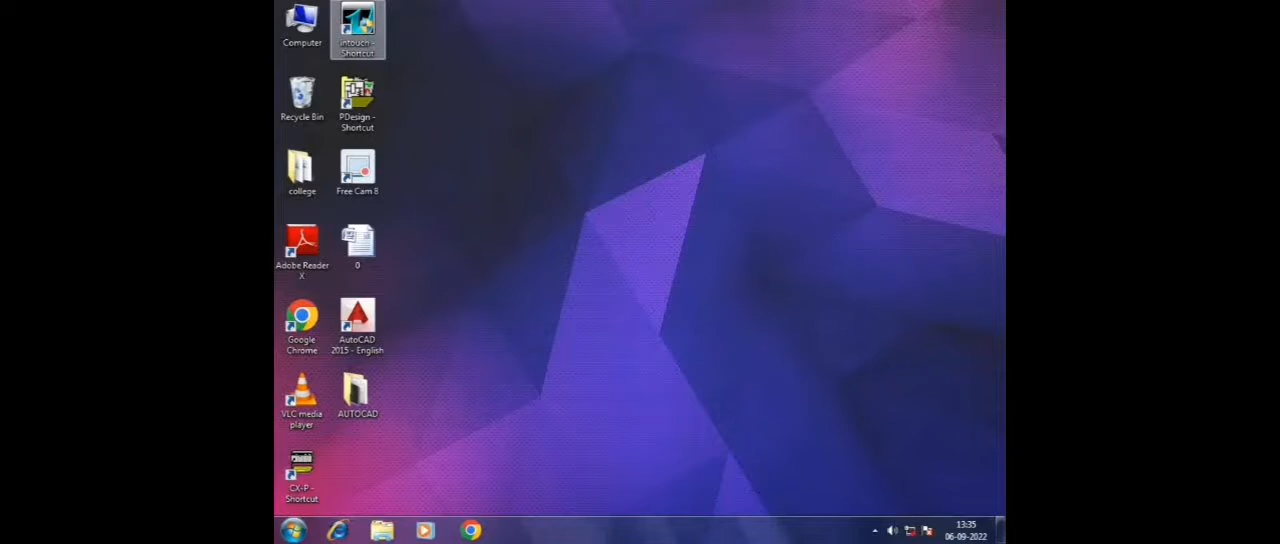 Computer
intouch -
Shortcut
Recycle Bin
PDesign -
Shortcut
college
Free Cam 8
Adobe Reader
X
0
Google
Chrome
AutoCAD
2015 - English
VLC media
player
AUTOCAD
CX-P -
Shortcut
13:35
06-09-2022